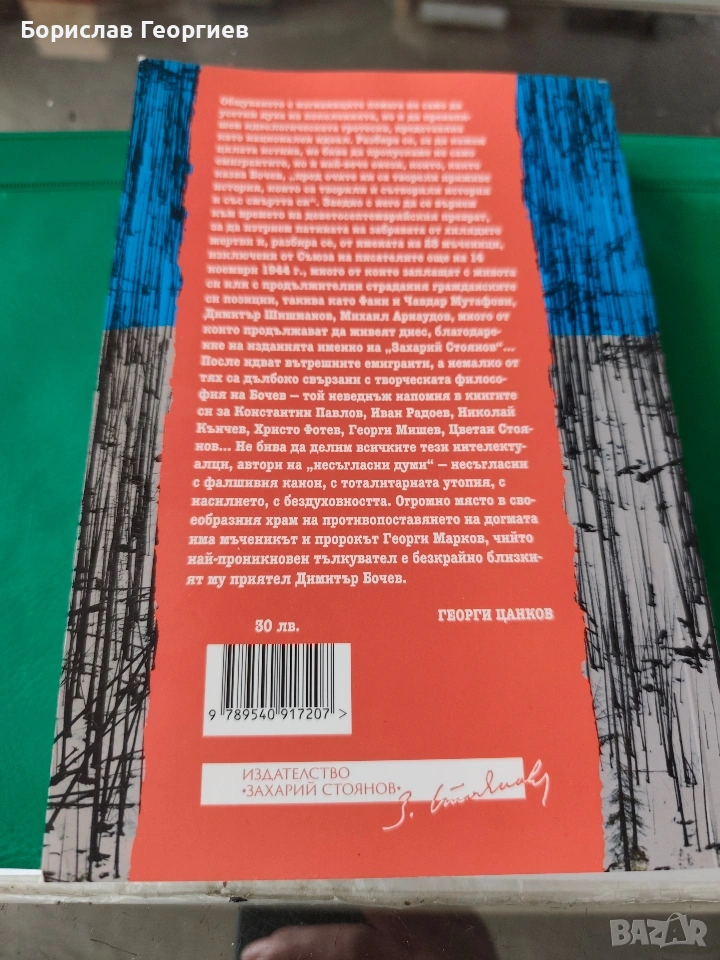 Борислав Георгиев
Общуването с изгнаниците помага не само да
усетим духа на поколенията, но и да
идеологическата гротеска, представяна
като национален идеал. Разбира се, за да кажем
цялата истина, не бива да пропускаме не само
емигрантите, но и най-вече онези, които, както
казва Бочев, „пред очите ни са творили
история, които са творили и сътворили история
и със смъртта си“. Заедно с него да се върнем
към времето на деветосептемврийския преврат,
за да изтрием патината на забравата от хилядите
жертви и, разбира се, от имената на 28 мъченици,
изключени от Съюза на писателите още на 14
ноември 1944 г., много от които заплащат с живота
си или с продължителни страдания гражданските
си позиции, такива като Фани и Чавдар Мутафови,
Димитър Шишманов, Михаил Арнаудов, много от
които продължават да живеят днес, благодаре-
ние на изданията именно на „Захарий Стоянов“...
После идват вътрешните емигранти, а немалко от
тях са дълбоко свързани с творческата филосо-
фия на Бочев – той неведнъж напомня в книгите
си за Константин Павлов, Иван Радоев, Николай
Кънчев, Христо Фотев, Георги Мишев, Цветан Стоя-
нов... Не бива да делим всичките тези интелекту-
алци, автори на „несъгласни думи“ – несъгласни
с фалшивия канон, с тоталитарната утопия, с
насилието, с бездуховността. Огромно място в сво-
еобразния храм на противопоставянето на догмата
има мъченикът и пророкът Георги Марков, чийто
най-проникновен тълкувател е безкрайно близки-
ят му приятел Димитър Бочев.
ГЕОРГИ ЦАНКОВ
30 лв.
9 789540 917207 >
ИЗДАТЕЛСТВО
•ЗАХАРИЙ СТОЯНОВ•
З. Стоянов
BAZAR